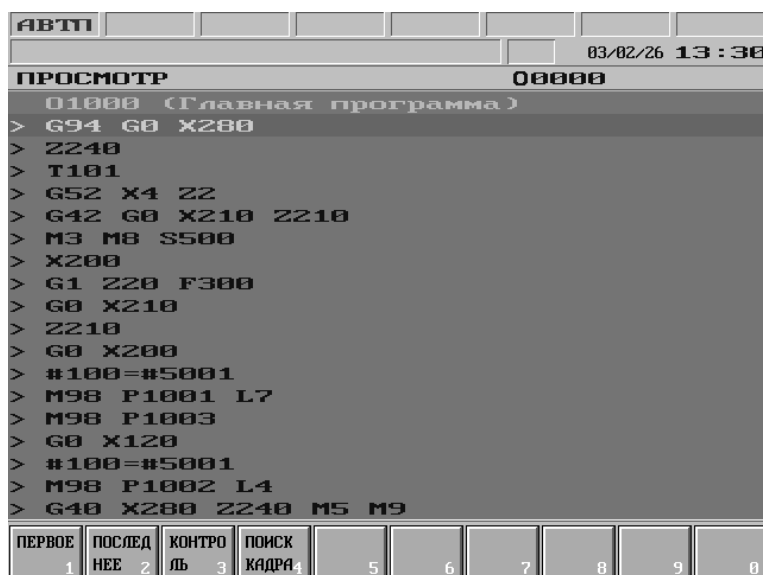 АВТП
03/02/26 13:30
ПРОСМОТР O0000
O1000 (Главная программа)
> G94 G0 X280
> Z240
> T101
> G52 X4 Z2
> G42 G0 X210 Z210
> M3 M8 S500
> X200
> G1 Z20 F300
> G0 X210
> Z210
> G0 X200
> #100=#5001
> M98 P1001 L7
> M98 P1003
> G0 X120
> #100=#5001
> M98 P1002 L4
> G40 X280 Z240 M5 M9
ПЕРВОЕ 1 ПОСЛЕД НЕЕ 2 КОНТРО ЛЬ 3 ПОИСК КАДРА 4 5 6 7 8 9 0